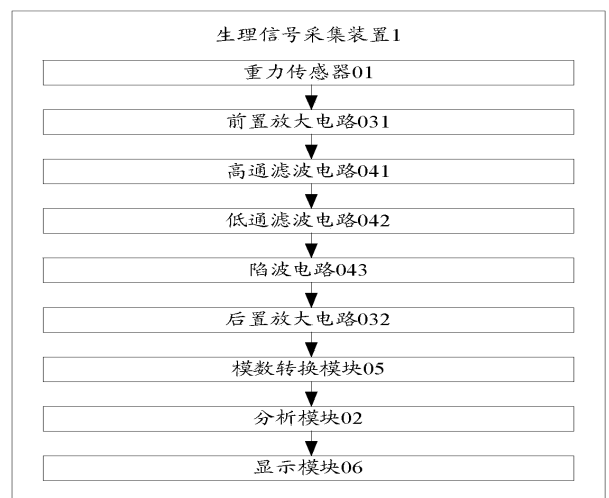 生理信号采集装置1
重力传感器01
前置放大电路031
高通滤波电路041
低通滤波电路042
陷波电路043
后置放大电路032
模数转换模块05
分析模块02
显示模块06